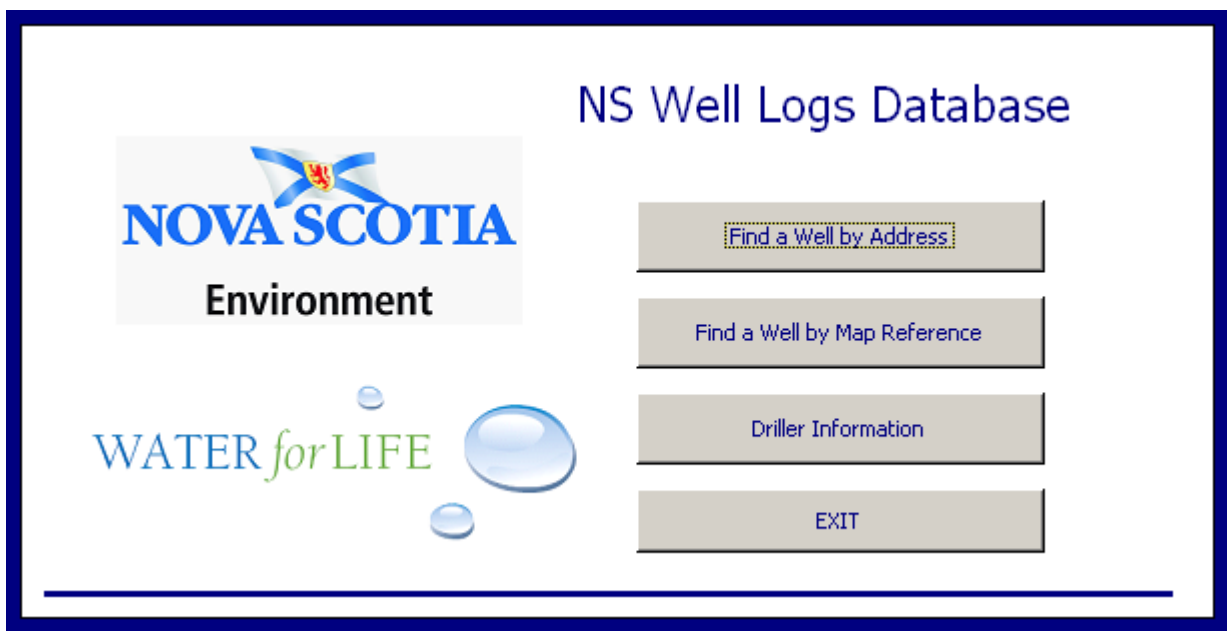 NS Well Logs Database
NOVA SCOTIA
Environment
WATER for LIFE
Find a Well by Address
Find a Well by Map Reference
Driller Information
EXIT